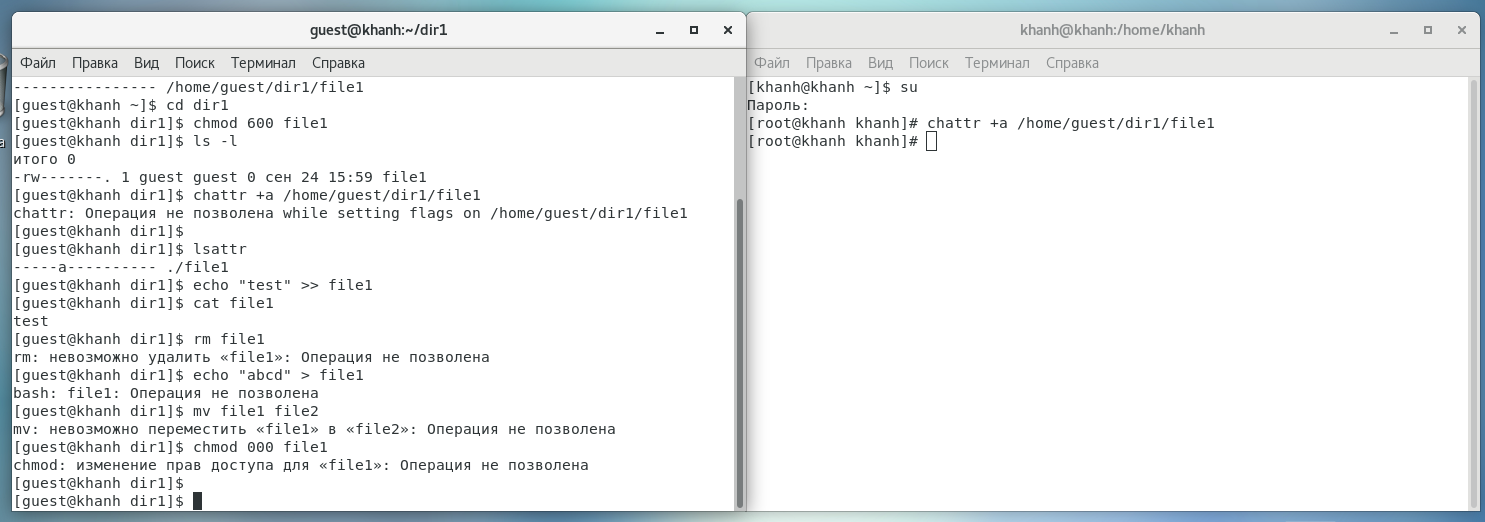 guest@khanh:~/dir1
Файл Правка Вид Поиск Терминал Справка
---------------- /home/guest/dir1/file1
[guest@khanh ~]$ cd dir1
[guest@khanh dir1]$ chmod 600 file1
[guest@khanh dir1]$ ls -l
итого 0
-rw-------. 1 guest guest 0 сен 24 15:59 file1
[guest@khanh dir1]$ chattr +a /home/guest/dir1/file1
chattr: Операция не позволена while setting flags on /home/guest/dir1/file1
[guest@khanh dir1]$
[guest@khanh dir1]$ lsattr
-----a---------- ./file1
[guest@khanh dir1]$ echo "test" >> file1
[guest@khanh dir1]$ cat file1
test
[guest@khanh dir1]$ rm file1
rm: невозможно удалить «file1»: Операция не позволена
[guest@khanh dir1]$ echo "abcd" > file1
bash: file1: Операция не позволена
[guest@khanh dir1]$ mv file1 file2
mv: невозможно переместить «file1» в «file2»: Операция не позволена
[guest@khanh dir1]$ chmod 000 file1
chmod: изменение прав доступа для «file1»: Операция не позволена
[guest@khanh dir1]$
[guest@khanh dir1]$
khanh@khanh:/home/khanh
Файл Правка Вид Поиск Терминал Справка
[khanh@khanh ~]$ su
Пароль:
[root@khanh khanh]# chattr +a /home/guest/dir1/file1
[root@khanh khanh]#